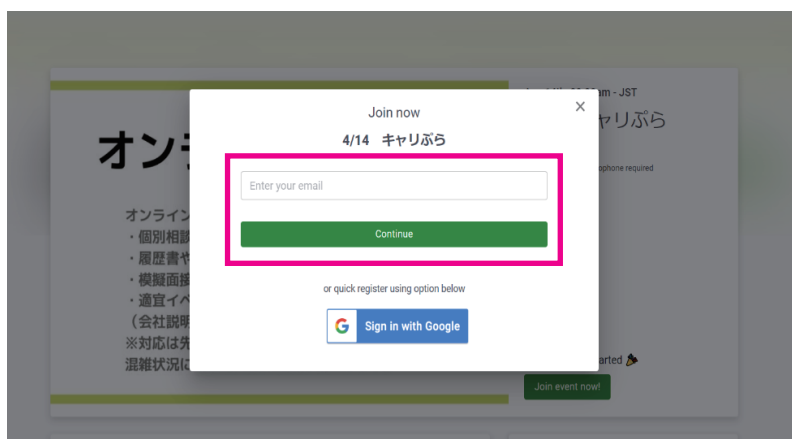 am - JST
Join now
4/14 キャリぷら
ャリぷら
オン
Enter your email
ophone required
Continue
オンライン
・個別相談
・履歴書や
・模擬面接
・適宜イベ
（会社説明
※対応は先
混雑状況に
or quick register using option below
G Sign in with Google
arted
Join event now!